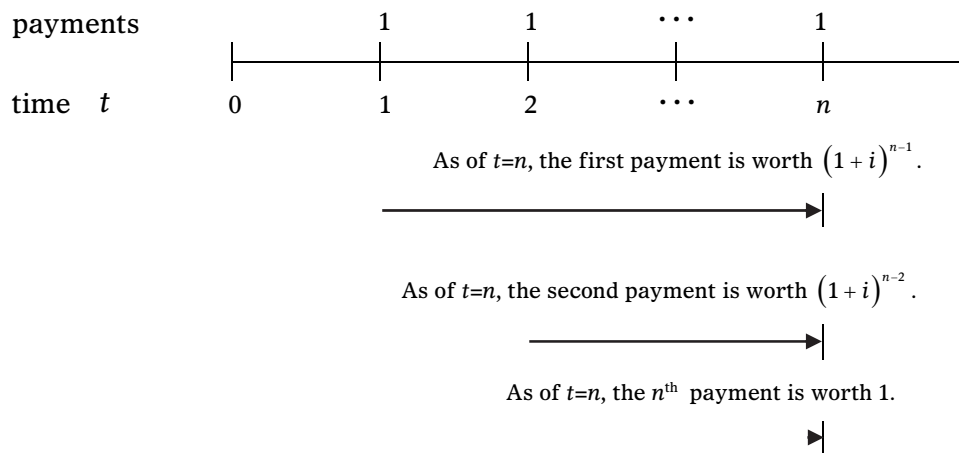 payments 1 1 ⋯ 1
time t 0 1 2 ⋯ n
As of t=n, the first payment is worth (1 + i)^{n−1}.
As of t=n, the second payment is worth (1 + i)^{n−2}.
As of t=n, the n^{th} payment is worth 1.